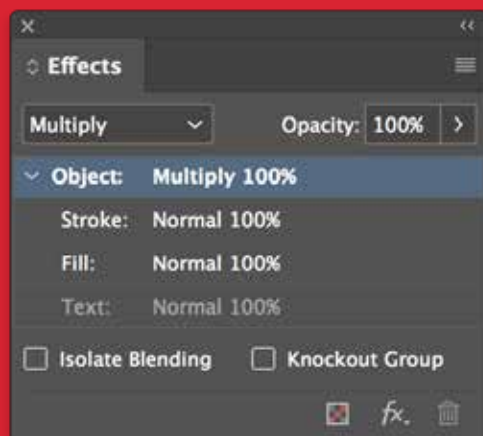 Effects
Multiply Opacity: 100%
Object: Multiply 100%
Stroke: Normal 100%
Fill: Normal 100%
Text: Normal 100%
Isolate Blending Knockout Group
fx.